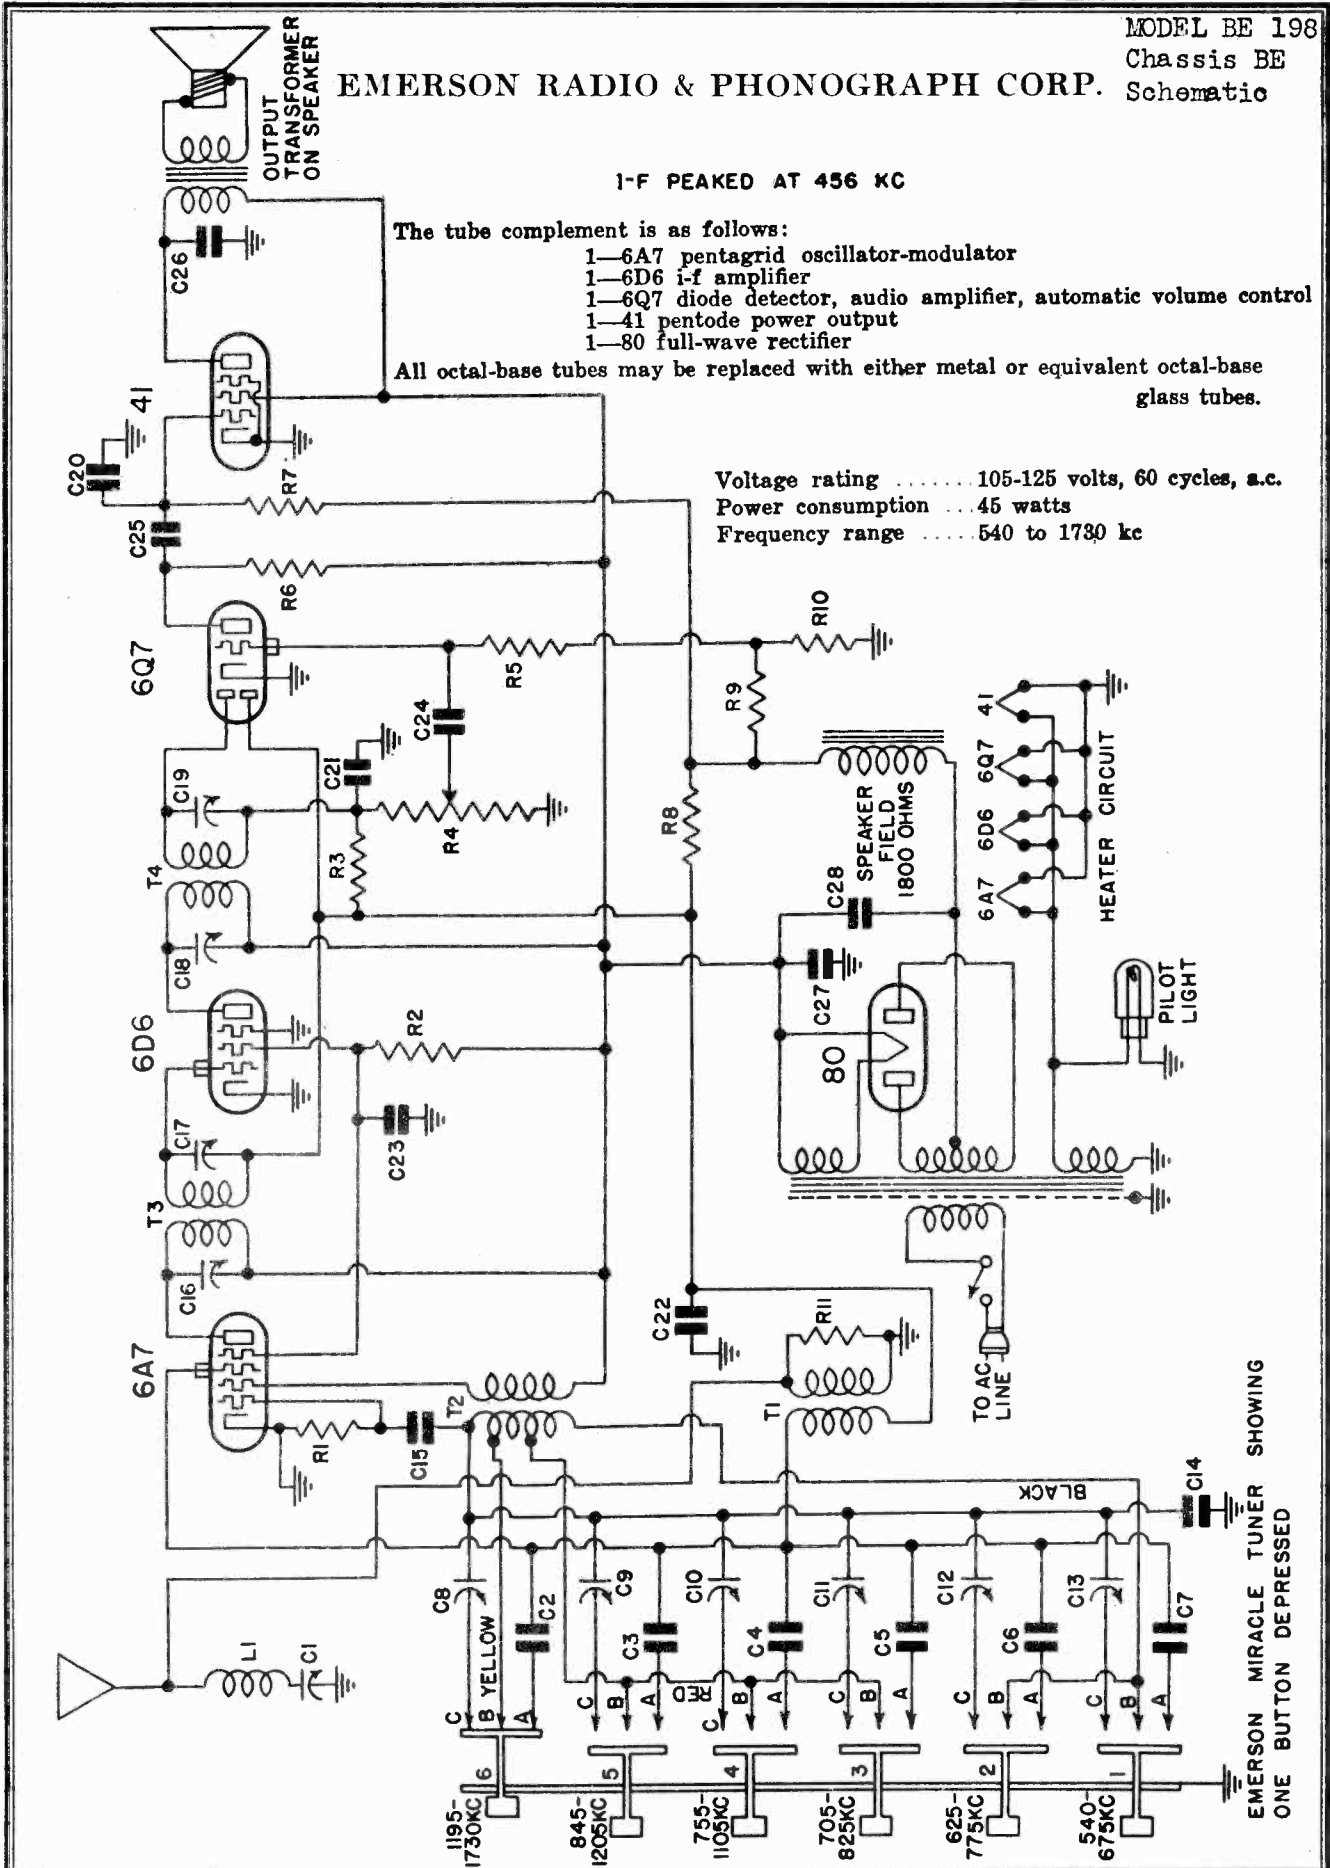 MODEL BE 198
Chassis BE
Schematic
EMERSON RADIO & PHONOGRAPH CORP.
OUTPUT
TRANSFORMER
ON SPEAKER
I-F PEAKED AT 456 KC
The tube complement is as follows:
1—6A7 pentagrid oscillator-modulator
1—6D6 i-f amplifier
1—6Q7 diode detector, audio amplifier, automatic volume control
1—41 pentode power output
1—80 full-wave rectifier
All octal-base tubes may be replaced with either metal or equivalent octal-base
glass tubes.
Voltage rating ....... 105-125 volts, 60 cycles, a.c.
Power consumption ... 45 watts
Frequency range ..... 540 to 1730 kc
C26
41
C20
R7
C25
R6
6Q7
R10
R5
R9
C24
C21
C19
R4
R3
T4
R8
SPEAKER
FIELD
1800 OHMS
C28
41
6Q7
6D6
6A7
HEATER CIRCUIT
C18
6D6
R2
C27
80
PILOT
LIGHT
C17
C23
T3
C16
6A7
C22
R11
T2
T1
TO AC
LINE
R1
C15
BLACK
C14
C8
C9
C10
C11
C12
C13
L1
C1
YELLOW
C2
C3
C4
C5
C6
C7
RED
C
B
A
C
B
A
C
B
A
C
B
A
C
B
A
C
B
A
6
5
4
3
2
1
1195-
1730KC
845-
1205KC
755-
1105KC
705-
825KC
625-
775KC
540-
675KC
EMERSON MIRACLE TUNER SHOWING
ONE BUTTON DEPRESSED